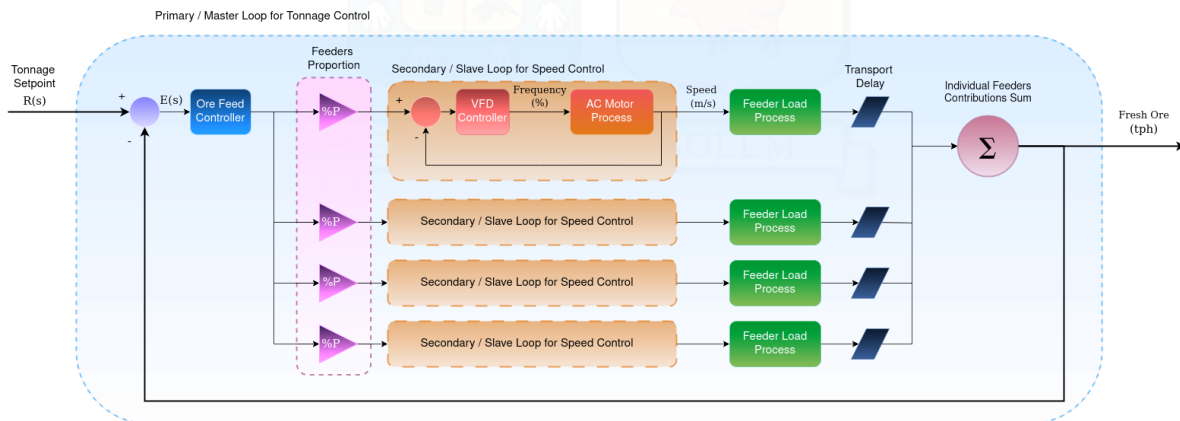 Primary / Master Loop for Tonnage Control
Tonnage
Setpoint
R(s)
+
-
E(s)
Ore Feed
Controller
Feeders
Proportion
%P
Secondary / Slave Loop for Speed Control
+
-
VFD
Controller
Frequency
(%)
AC Motor
Process
Speed
(m/s)
Feeder Load
Process
Transport
Delay
Individual Feeders
Contributions Sum
Σ
Fresh Ore
(tph)
OLEM
%P
Secondary / Slave Loop for Speed Control
Feeder Load
Process
%P
Secondary / Slave Loop for Speed Control
Feeder Load
Process
%P
Secondary / Slave Loop for Speed Control
Feeder Load
Process